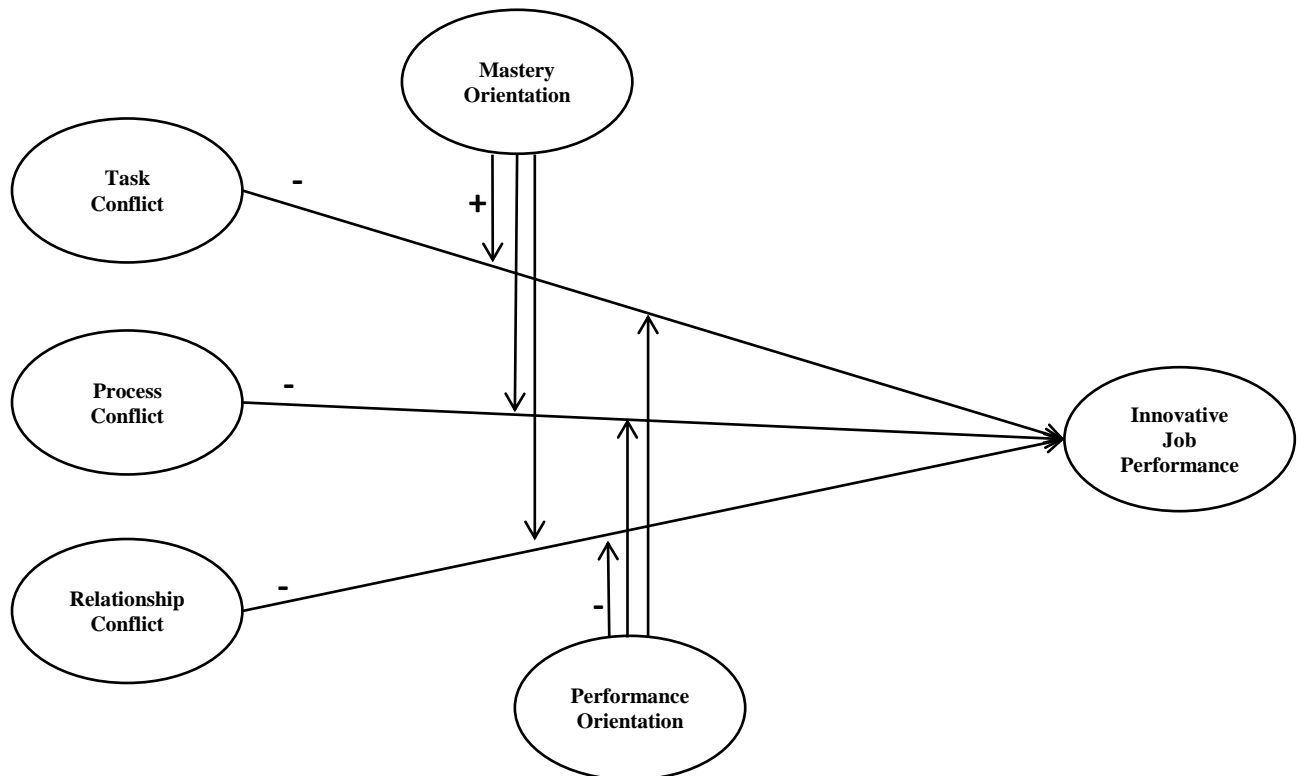 Mastery
Orientation
Task
Conflict
-
+
Process
Conflict
-
Innovative
Job
Performance
Relationship
Conflict
-
-
Performance
Orientation